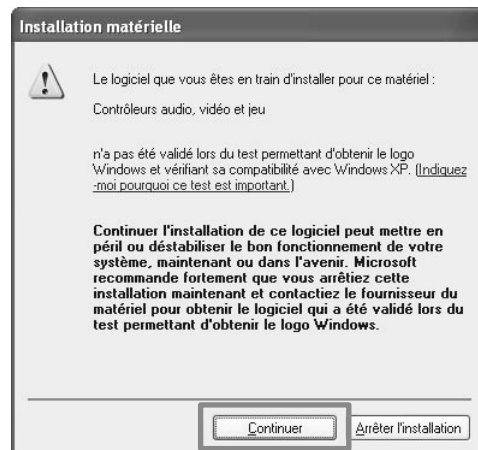 Installation matérielle
Le logiciel que vous êtes en train d'installer pour ce matériel :
Contrôleurs audio, vidéo et jeu
n'a pas été validé lors du test permettant d'obtenir le logo
Windows et vérifiant sa compatibilité avec Windows XP. (Indiquez
-moi pourquoi ce test est important.)
Continuer l'installation de ce logiciel peut mettre en
péril ou déstabiliser le bon fonctionnement de votre
système, maintenant ou dans l'avenir. Microsoft
recommande fortement que vous arrêtiez cette
installation maintenant et contactiez le fournisseur du
matériel pour obtenir le logiciel qui a été validé lors du
test permettant d'obtenir le logo Windows.
Continuer
Arrêter l'installation